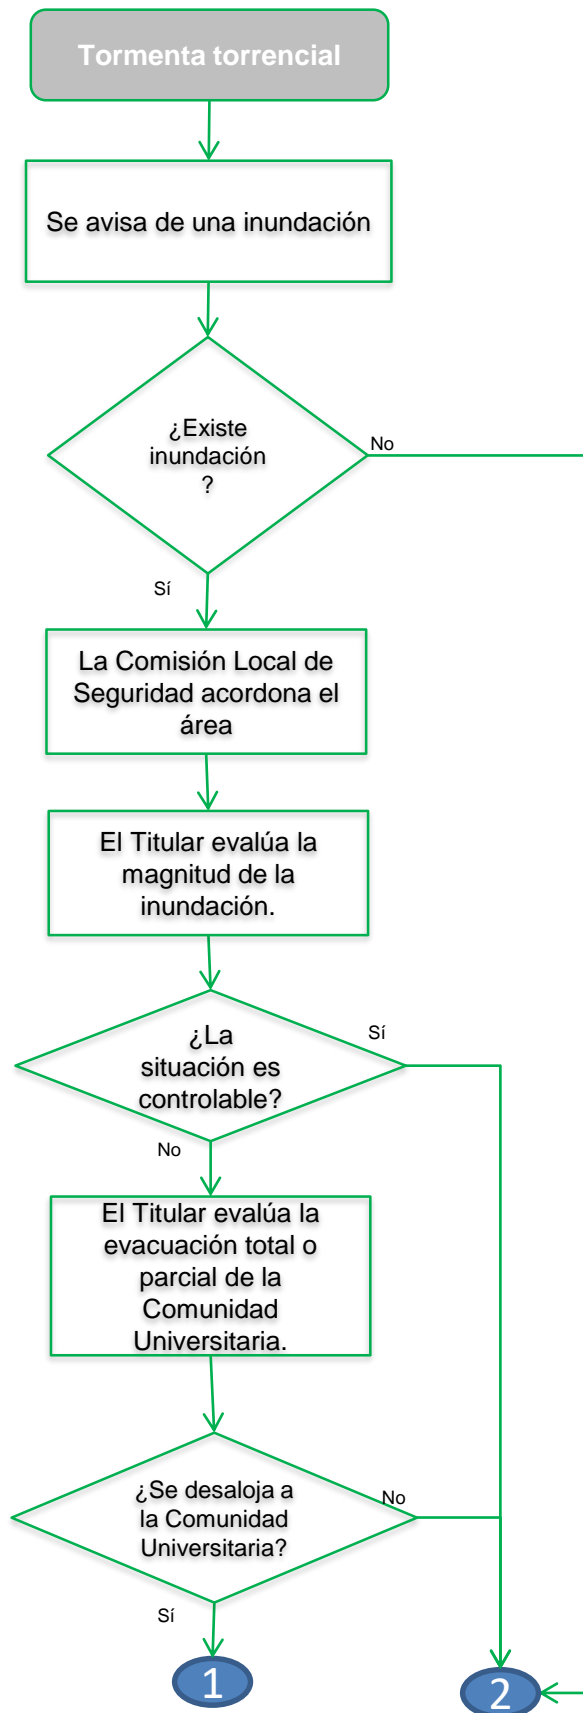 Tormenta torrencial
Se avisa de una inundación
¿Existe
inundación
?
No
Sí
La Comisión Local de
Seguridad acordona el
área
El Titular evalúa la
magnitud de la
inundación.
¿La
situación es
controlable?
Sí
No
El Titular evalúa la
evacuación total o
parcial de la
Comunidad
Universitaria.
¿Se desaloja a
la Comunidad
Universitaria?
No
Sí
1
2